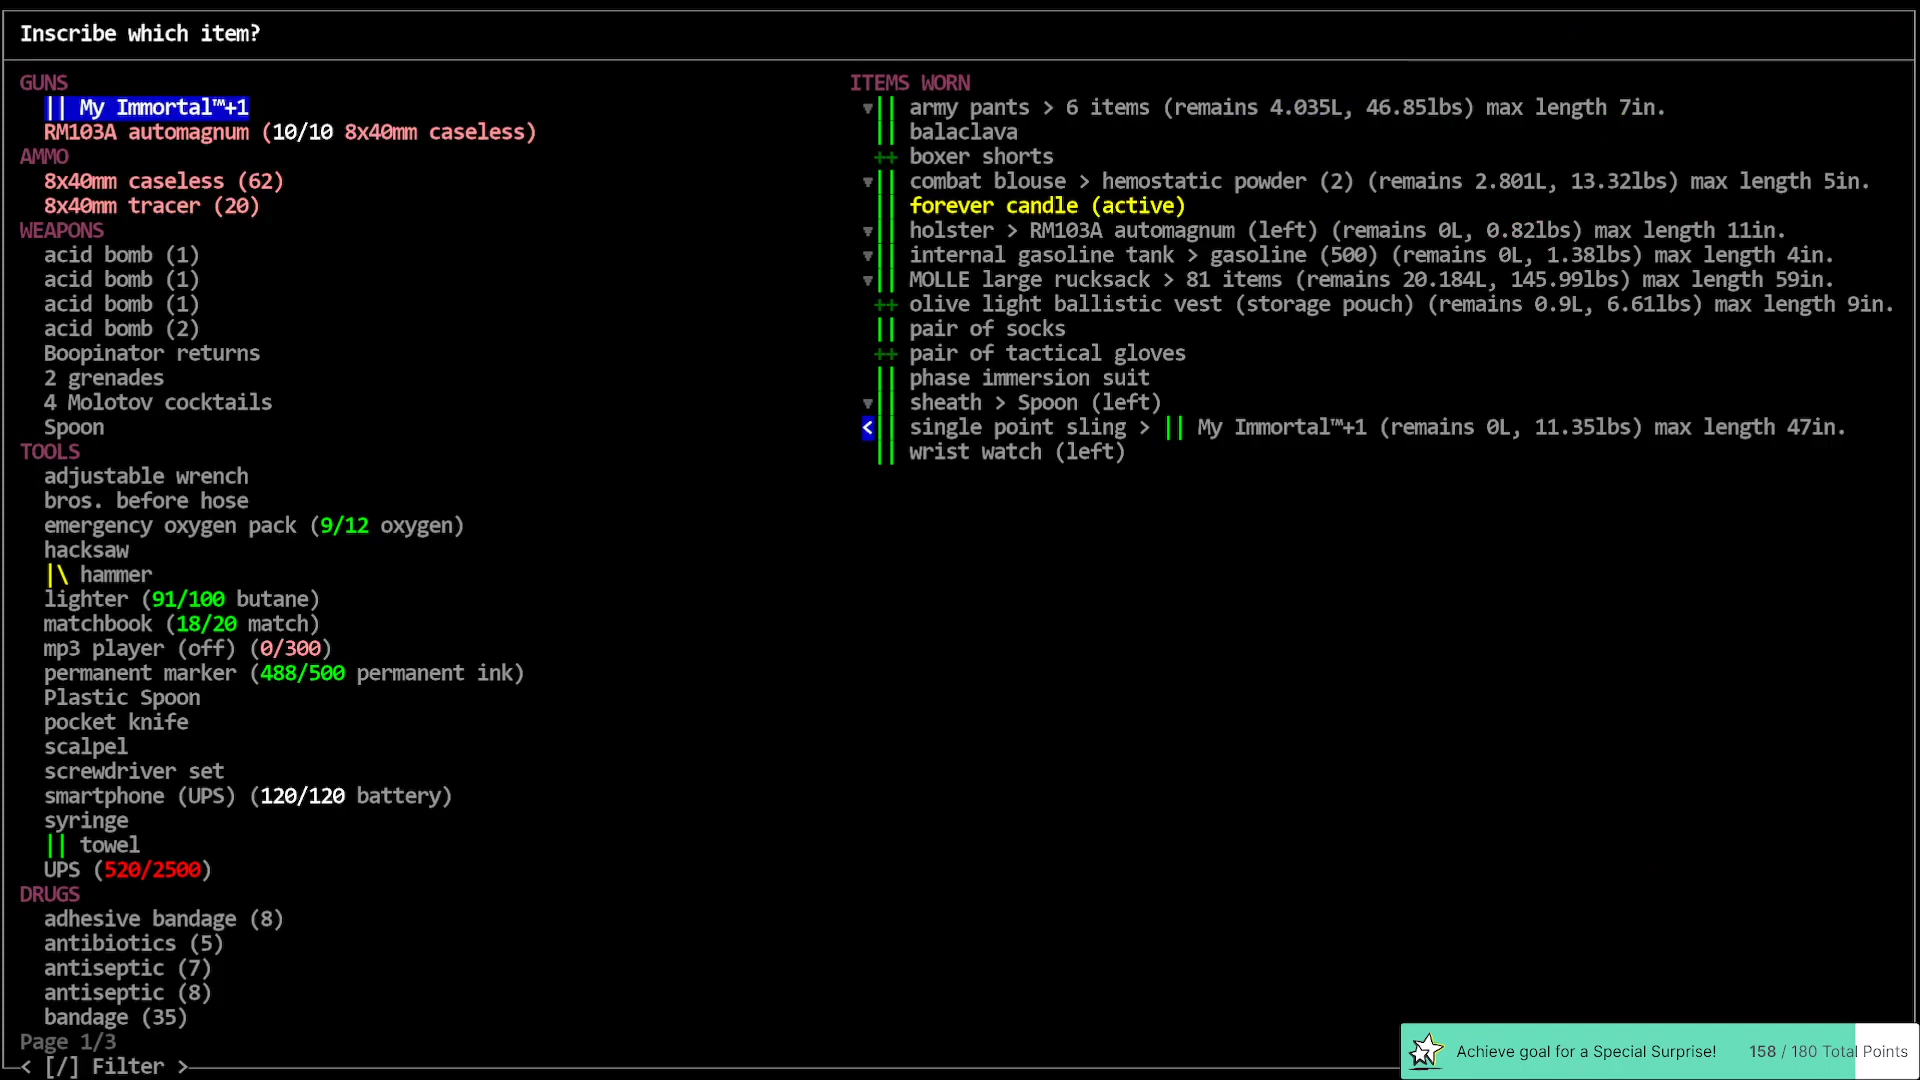 Inscribe which item?
GUNS
|| My Immortal™+1
RM103A automagnum (10/10 8x40mm caseless)
AMMO
8x40mm caseless (62)
8x40mm tracer (20)
WEAPONS
acid bomb (1)
acid bomb (1)
acid bomb (1)
acid bomb (2)
Boopinator returns
2 grenades
4 Molotov cocktails
Spoon
TOOLS
adjustable wrench
bros. before hose
emergency oxygen pack (9/12 oxygen)
hacksaw
|\ hammer
lighter (91/100 butane)
matchbook (18/20 match)
mp3 player (off) (0/300)
permanent marker (488/500 permanent ink)
Plastic Spoon
pocket knife
scalpel
screwdriver set
smartphone (UPS) (120/120 battery)
syringe
|| towel
UPS (520/2500)
DRUGS
adhesive bandage (8)
antibiotics (5)
antiseptic (7)
antiseptic (8)
bandage (35)
Page 1/3
< [/] Filter >
ITEMS WORN
▼|| army pants > 6 items (remains 4.035L, 46.85lbs) max length 7in.
|| balaclava
++ boxer shorts
▼|| combat blouse > hemostatic powder (2) (remains 2.801L, 13.32lbs) max length 5in.
|| forever candle (active)
▼|| holster > RM103A automagnum (left) (remains 0L, 0.82lbs) max length 11in.
▼|| internal gasoline tank > gasoline (500) (remains 0L, 1.38lbs) max length 4in.
▼|| MOLLE large rucksack > 81 items (remains 20.184L, 145.99lbs) max length 59in.
++ olive light ballistic vest (storage pouch) (remains 0.9L, 6.61lbs) max length 9in.
|| pair of socks
++ pair of tactical gloves
|| phase immersion suit
▼|| sheath > Spoon (left)
<|| single point sling > || My Immortal™+1 (remains 0L, 11.35lbs) max length 47in.
|| wrist watch (left)
Achieve goal for a Special Surprise! 158 / 180 Total Points